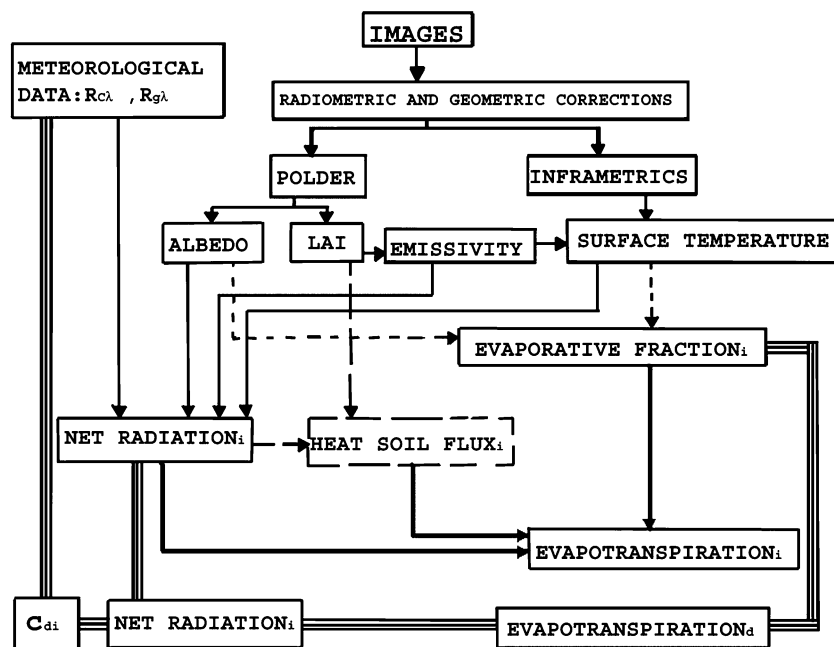 IMAGES
METEOROLOGICAL
DATA:Rcλ ,Rgλ
RADIOMETRIC AND GEOMETRIC CORRECTIONS
POLDER
INFRAMETRICS
ALBEDO
LAI
EMISSIVITY
SURFACE TEMPERATURE
EVAPORATIVE FRACTIONi
NET RADIATIONi
HEAT SOIL FLUXi
EVAPOTRANSPIRATIONi
Cdi
NET RADIATIONi
EVAPOTRANSPIRATIONd